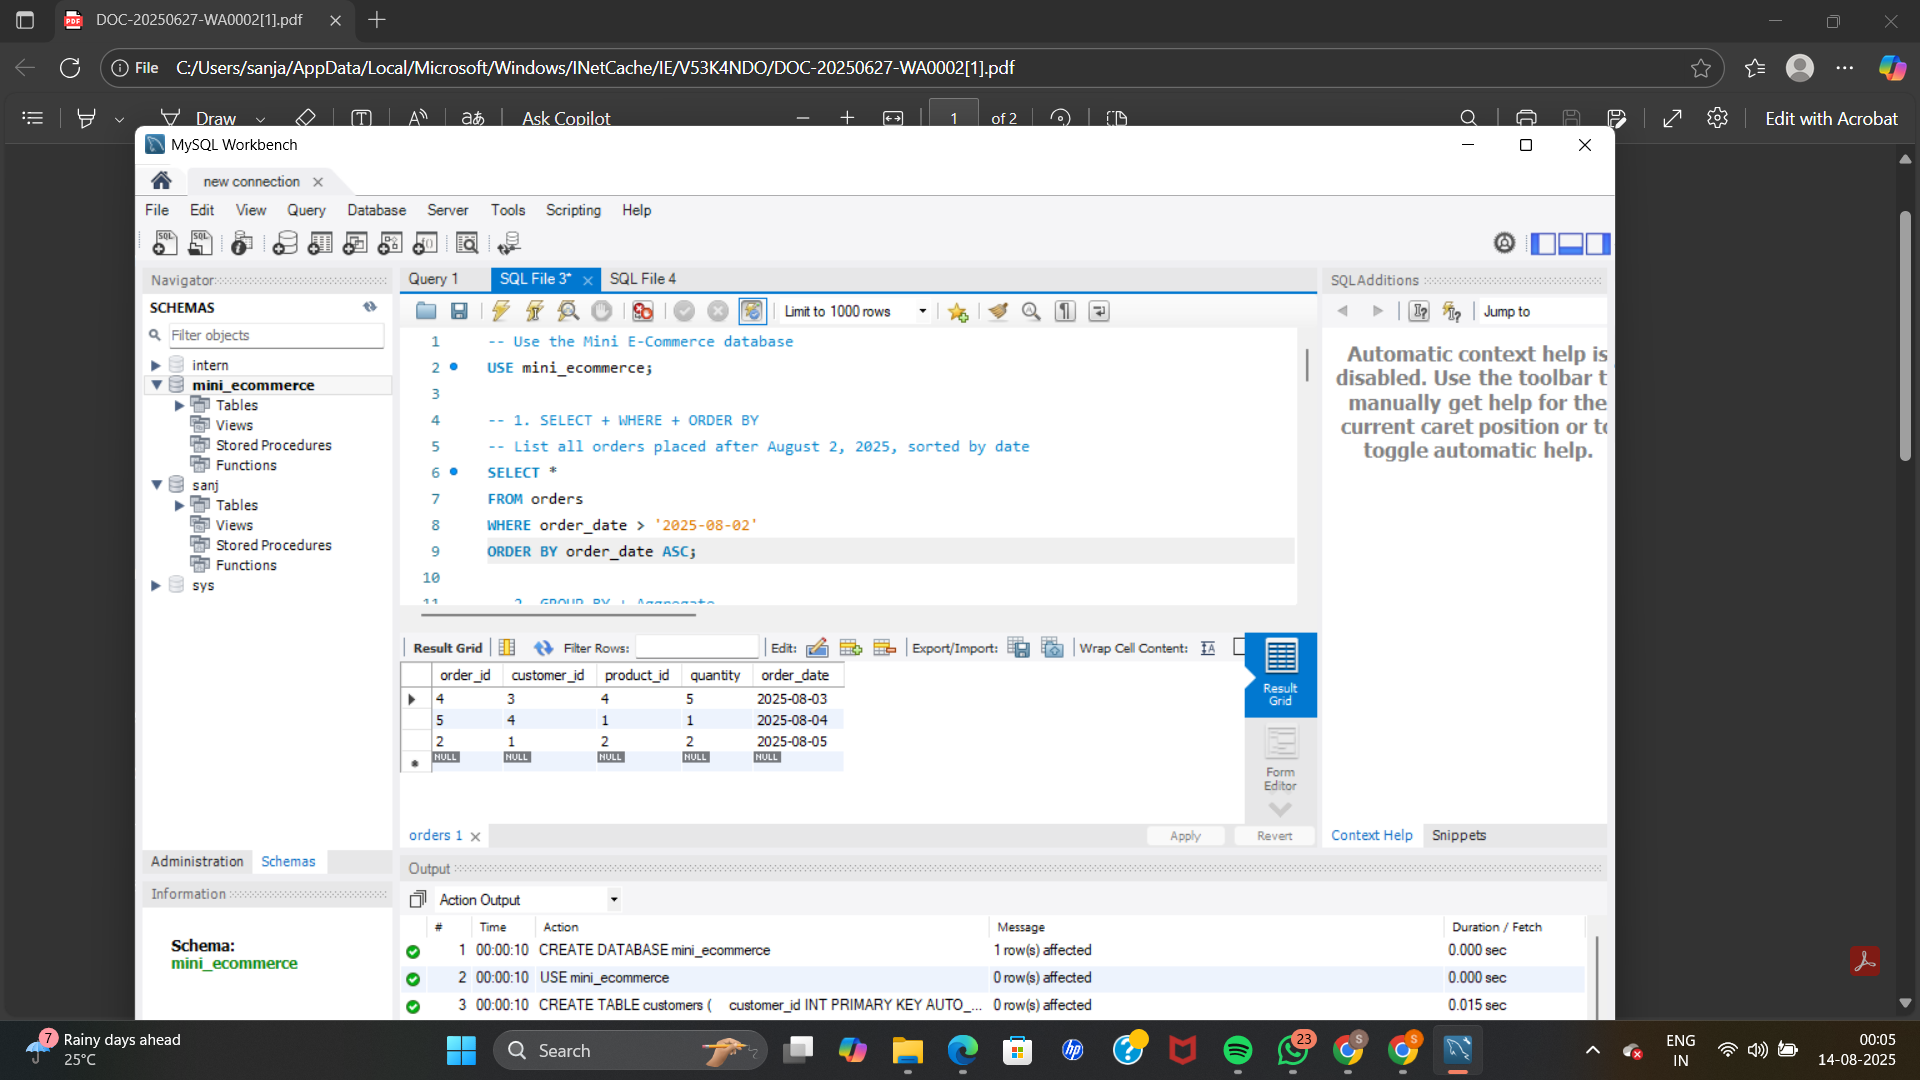 DOC-20250627-WA0002[1].pdf
File C:/Users/sanja/AppData/Local/Microsoft/Windows/INetCache/IE/V53K4NDO/DOC-20250627-WA0002[1].pdf
Draw Ask Copilot 1 of 2 Edit with Acrobat
MySQL Workbench
new connection
File Edit View Query Database Server Tools Scripting Help
Navigator
SCHEMAS
Filter objects
intern
mini_ecommerce
Tables
Views
Stored Procedures
Functions
sanj
Tables
Views
Stored Procedures
Functions
sys
Administration Schemas
Information
Schema:
mini_ecommerce
Query 1 SQL File 3* SQL File 4
Limit to 1000 rows
1 -- Use the Mini E-Commerce database
2 USE mini_ecommerce;
3
4 -- 1. SELECT + WHERE + ORDER BY
5 -- List all orders placed after August 2, 2025, sorted by date
6 SELECT *
7 FROM orders
8 WHERE order_date > '2025-08-02'
9 ORDER BY order_date ASC;
10
11 2. GROUP BY + Aggregate
Result Grid Filter Rows: Edit: Export/Import: Wrap Cell Content:
order_id customer_id product_id quantity order_date
4 3 4 5 2025-08-03
5 4 1 1 2025-08-04
2 1 2 2 2025-08-05
NULL NULL NULL NULL NULL
Result
Grid
Form
Editor
orders 1 Apply Revert
SQLAdditions
Jump to
Automatic context help is
disabled. Use the toolbar t
manually get help for the
current caret position or to
toggle automatic help.
Context Help Snippets
Output
Action Output
# Time Action Message Duration / Fetch
1 00:00:10 CREATE DATABASE mini_ecommerce 1 row(s) affected 0.000 sec
2 00:00:10 USE mini_ecommerce 0 row(s) affected 0.000 sec
3 00:00:10 CREATE TABLE customers ( customer_id INT PRIMARY KEY AUTO_... 0 row(s) affected 0.015 sec
7 Rainy days ahead
25°C
Search
23
ENG
IN
00:05
14-08-2025